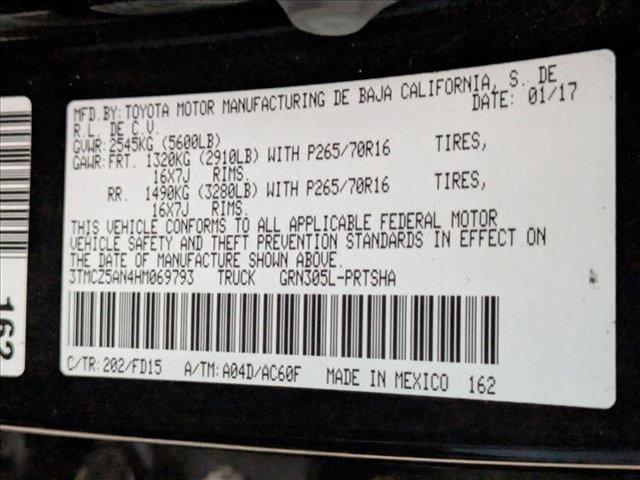 MFD.BY:TOYOTA MOTOR MANUFACTURING DE BAJA CALIFORNIA, S. DE
R.L. DE C.V. DATE: 01/17
GVWR:2545KG (5600LB)
GAWR:FRT. 1320KG (2910LB) WITH P265/70R16 TIRES,
16X7J RIMS.
RR. 1490KG (3280LB) WITH P265/70R16 TIRES,
16X7J RIMS.
THIS VEHICLE CONFORMS TO ALL APPLICABLE FEDERAL MOTOR
VEHICLE SAFETY AND THEFT PREVENTION STANDARDS IN EFFECT ON
THE DATE OF MANUFACTURE SHOWN ABOVE.
3TMCZ5AN4HM069793 TRUCK GRN305L-PRTSHA
C/TR:202/FD15 A/TM:A04D/AC60F MADE IN MEXICO 162
162